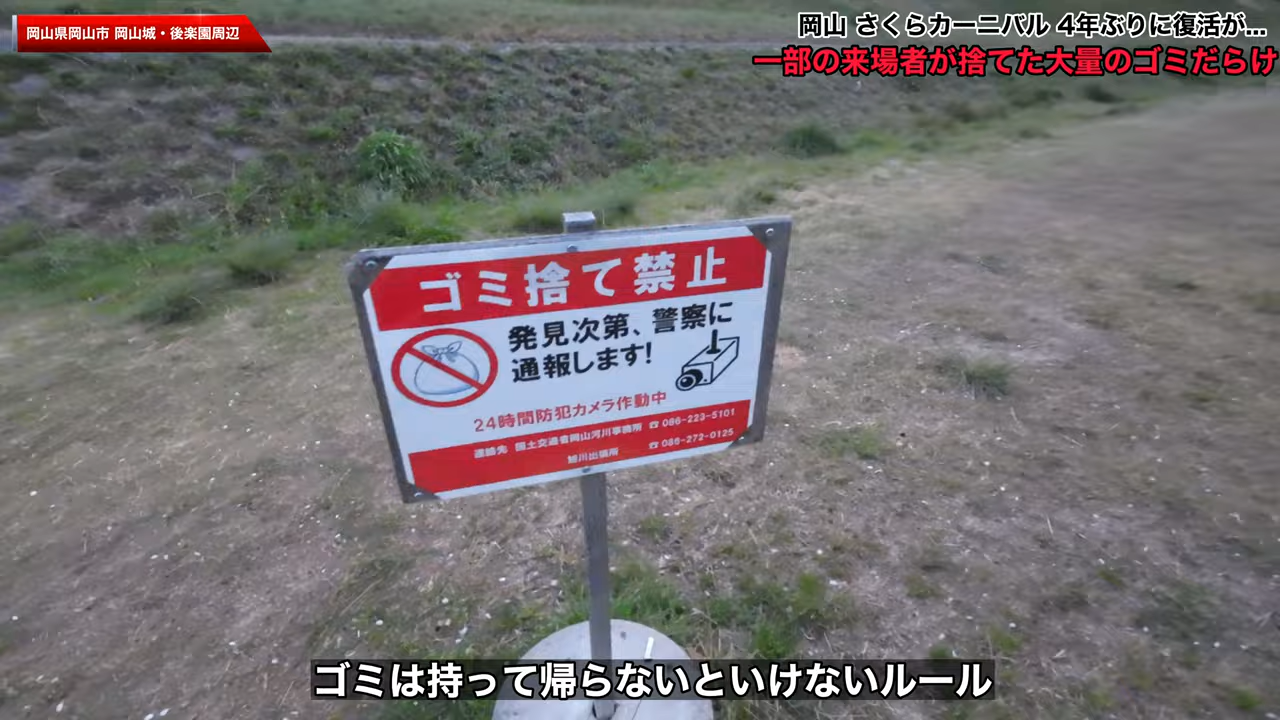 岡山県岡山市 岡山城・後楽園周辺
岡山 さくらカーニバル 4年ぶりに復活が...
一部の来場者が捨てた大量のゴミだらけ
ゴミ捨て禁止
発見次第、警察に
通報します!
24時間防犯カメラ作動中
連絡先 国土交通省岡山河川事務所 ☎086-223-5101
☎086-272-0125
ゴミは持って帰らないといけないルール